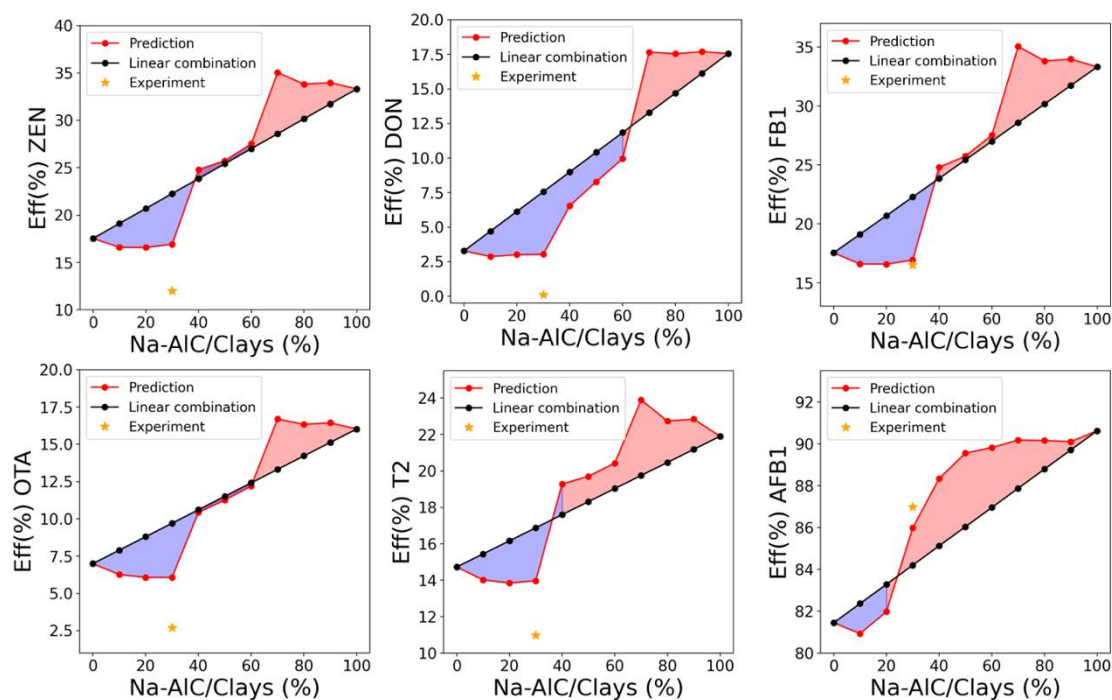 Eff(%) ZEN
40
35
30
25
20
15
10
Prediction
Linear combination
Experiment
0 20 40 60 80 100
Na-AlC/Clays (%)
Eff(%) DON
20.0
17.5
15.0
12.5
10.0
7.5
5.0
2.5
0.0
Prediction
Linear combination
Experiment
0 20 40 60 80 100
Na-AlC/Clays (%)
Eff(%) FB1
35
30
25
20
15
Prediction
Linear combination
Experiment
0 20 40 60 80 100
Na-AlC/Clays (%)
Eff(%) OTA
20.0
17.5
15.0
12.5
10.0
7.5
5.0
2.5
Prediction
Linear combination
Experiment
0 20 40 60 80 100
Na-AlC/Clays (%)
Eff(%) T2
24
22
20
18
16
14
12
10
Prediction
Linear combination
Experiment
0 20 40 60 80 100
Na-AlC/Clays (%)
Eff(%) AFB1
92
90
88
86
84
82
80
Prediction
Linear combination
Experiment
0 20 40 60 80 100
Na-AlC/Clays (%)